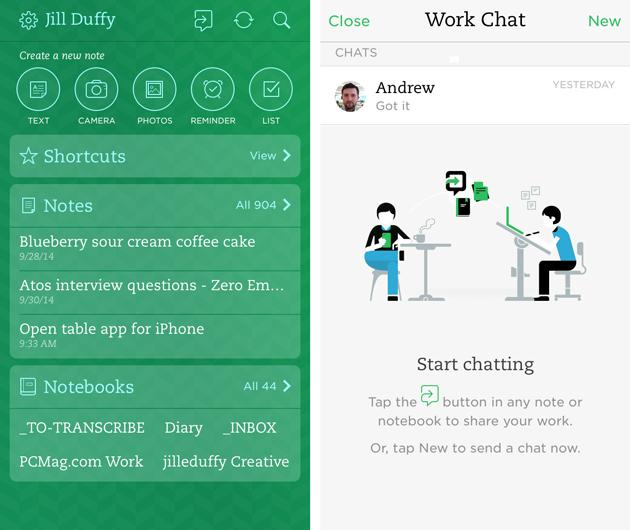 Jill Duffy
Create a new note
TEXT CAMERA PHOTOS REMINDER LIST
Shortcuts View
Notes All 904
Blueberry sour cream coffee cake
9/28/14
Atos interview questions - Zero Em...
9/30/14
Open table app for iPhone
9:33 AM
Notebooks All 44
_TO-TRANSCRIBE Diary _INBOX
PCMag.com Work jilleduffy Creative
Close Work Chat New
CHATS
Andrew YESTERDAY
Got it
Start chatting
Tap the button in any note or
notebook to share your work.
Or, tap New to send a chat now.